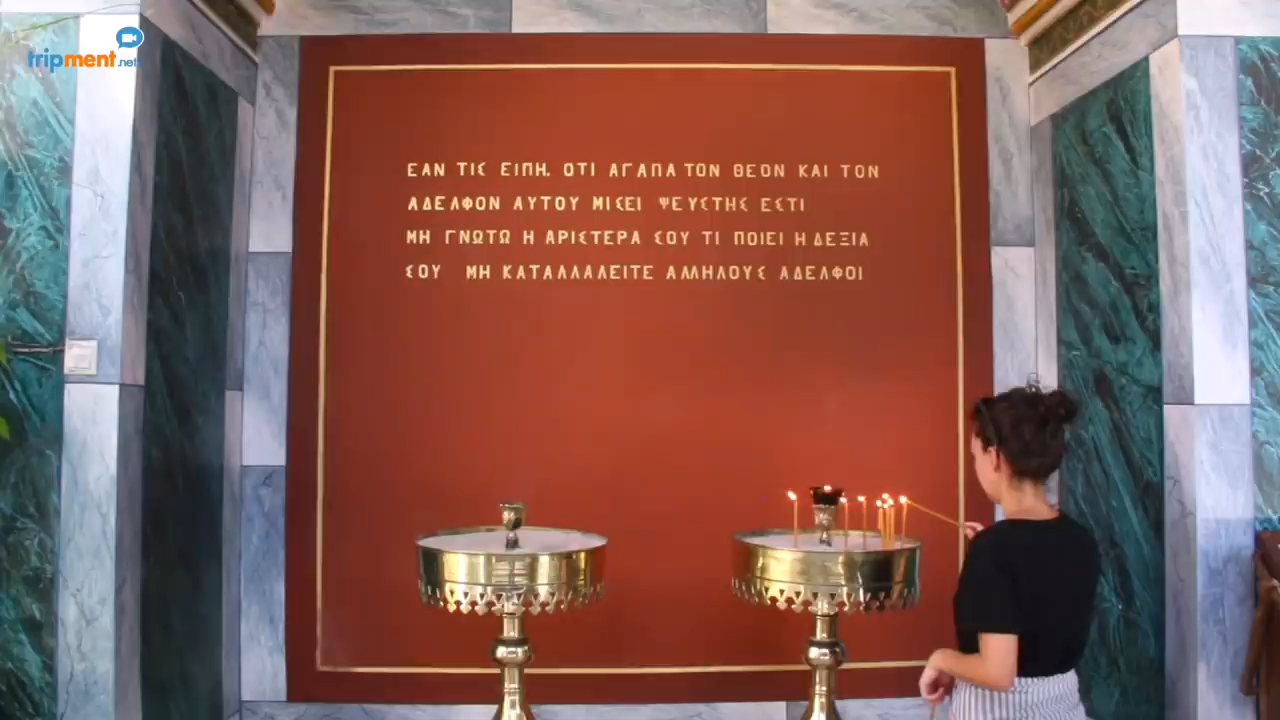 tripment.net
ΕΑΝ ΤΙΣ ΕΙΠΗ. ΟΤΙ ΑΓΑΠΑ ΤΟΝ ΘΕΟΝ ΚΑΙ ΤΟΝ
ΑΔΕΛΦΟΝ ΑΥΤΟΥ ΜΙΣΕΙ ΨΕΥΣΤΗΣ ΕΣΤΙ
ΜΗ ΓΝΩΤΩ Η ΑΡΙΣΤΕΡΑ ΣΟΥ ΤΙ ΠΟΙΕΙ Η ΔΕΞΙΑ
ΣΟΥ ΜΗ ΚΑΤΑΛΛΑΛΕΙΤΕ ΑΛΛΗΛΟΥΣ ΑΔΕΛΦΟΙ